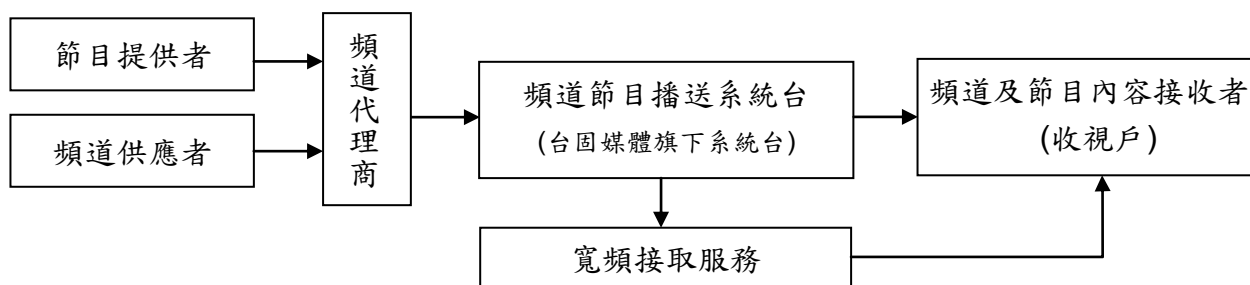 節目提供者
頻道供應者
頻道代理商
頻道節目播送系統台
(台固媒體旗下系統台)
頻道及節目內容接收者
(收視戶)
寬頻接取服務